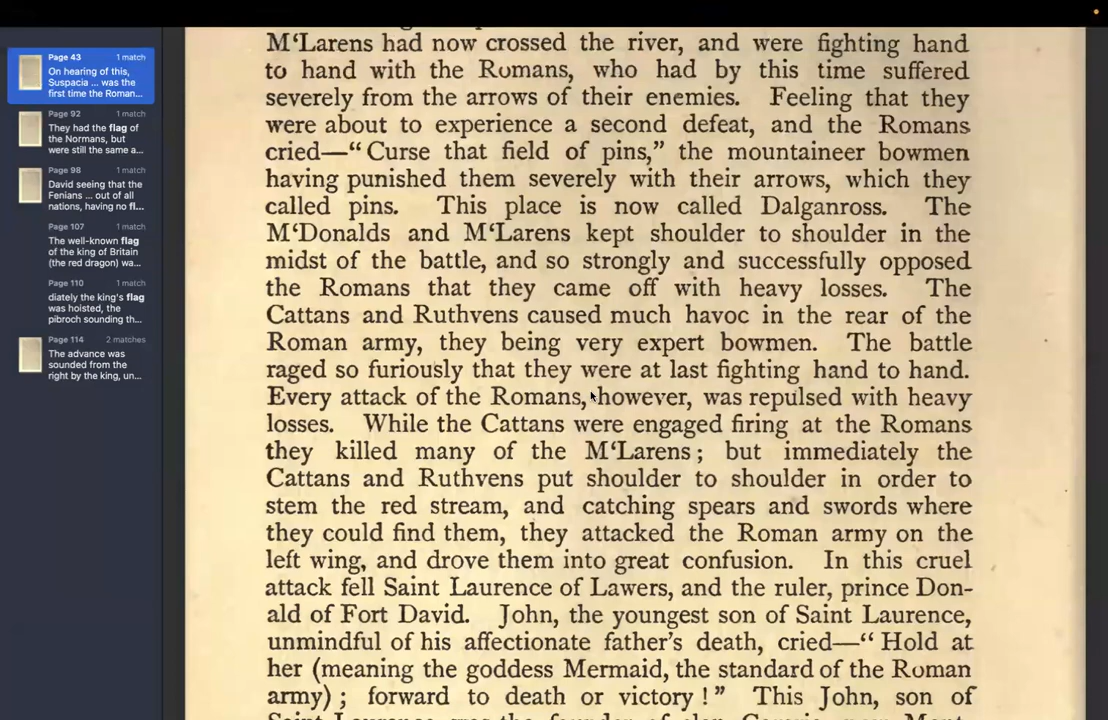 Page 43 1 match
On hearing of this,
Suspacia ... was the
first time the Roman...
Page 92 1 match
They had the flag of
the Normans, but
were still the same a...
Page 98 1 match
David seeing that the
Fenians ... out of all
nations, having no fl...
Page 107 1 match
The well-known flag
of the king of Britain
(the red dragon) wa...
Page 110 1 match
diately the king's flag
was hoisted, the
pibroch sounding th...
Page 114 2 matches
The advance was
sounded from the
right by the king, un...
M‘Larens had now crossed the river, and were fighting hand
to hand with the Romans, who had by this time suffered
severely from the arrows of their enemies. Feeling that they
were about to experience a second defeat, and the Romans
cried—“Curse that field of pins,” the mountaineer bowmen
having punished them severely with their arrows, which they
called pins. This place is now called Dalganross. The
M‘Donalds and M‘Larens kept shoulder to shoulder in the
midst of the battle, and so strongly and successfully opposed
the Romans that they came off with heavy losses. The
Cattans and Ruthvens caused much havoc in the rear of the
Roman army, they being very expert bowmen. The battle
raged so furiously that they were at last fighting hand to hand.
Every attack of the Romans, however, was repulsed with heavy
losses. While the Cattans were engaged firing at the Romans
they killed many of the M‘Larens; but immediately the
Cattans and Ruthvens put shoulder to shoulder in order to
stem the red stream, and catching spears and swords where
they could find them, they attacked the Roman army on the
left wing, and drove them into great confusion. In this cruel
attack fell Saint Laurence of Lawers, and the ruler, prince Don-
ald of Fort David. John, the youngest son of Saint Laurence,
unmindful of his affectionate father's death, cried—“Hold at
her (meaning the goddess Mermaid, the standard of the Roman
army); forward to death or victory!” This John, son of